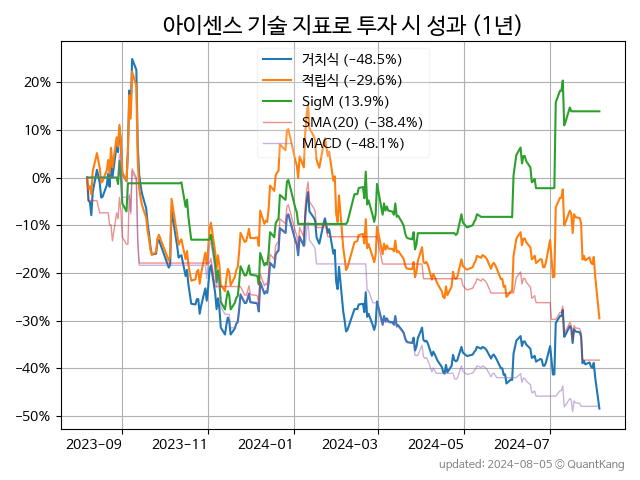 아이센스 기술 지표로 투자 시 성과 (1년)
거치식 (-48.5%)
적립식 (-29.6%)
SigM (13.9%)
SMA(20) (-38.4%)
MACD (-48.1%)
20%
10%
0%
-10%
-20%
-30%
-40%
-50%
2023-09 2023-11 2024-01 2024-03 2024-05 2024-07
updated: 2024-08-05 © QuantKang